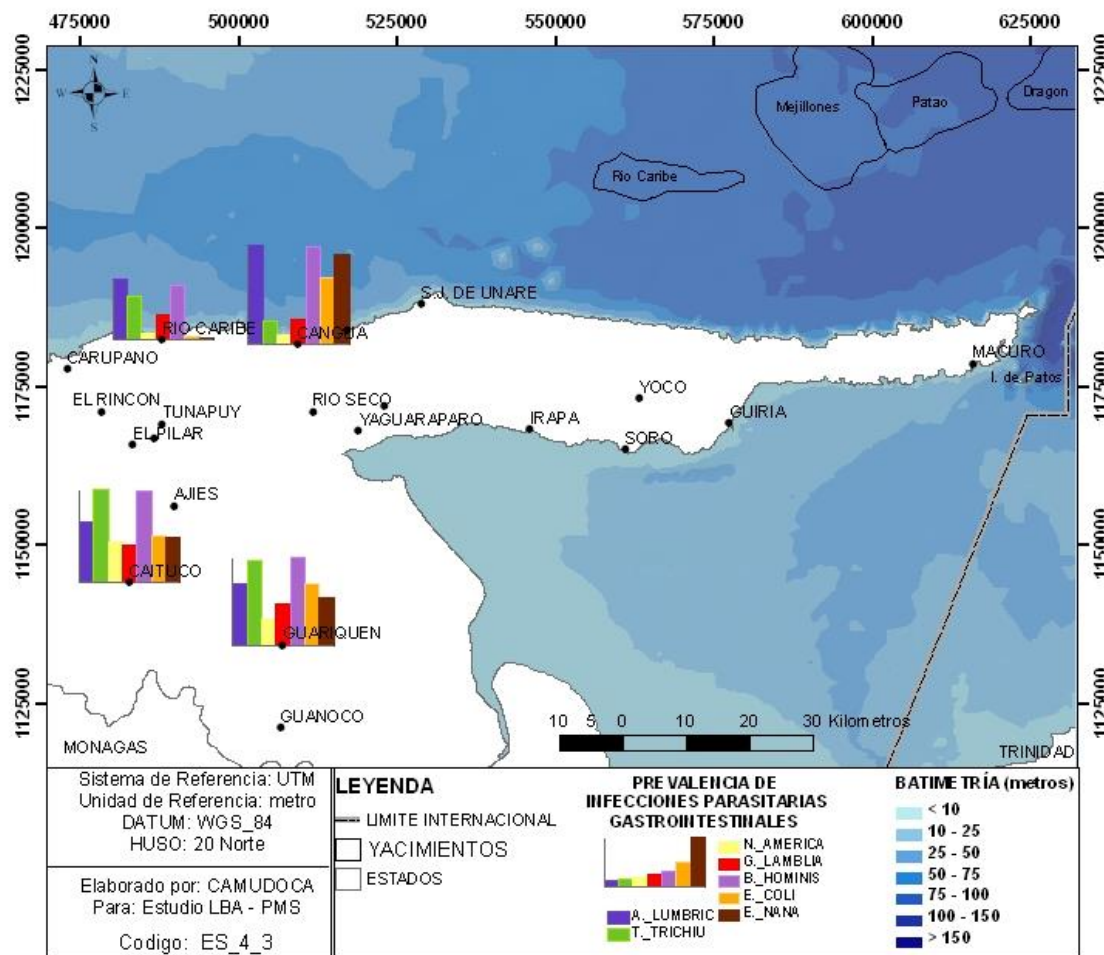 475000 500000 525000 550000 575000 600000 625000
1225000
1225000
N
W E
S
Mejillones
Patao
Dragon
Rio Caribe
1200000
1200000
S.J. DE UNARE
RIO CARIBE
CANGUA
CARUPANO
MACURO
I. de Patos
1175000
1175000
EL RINCON
TUNAPUY
RIO SECO
YOCO
EL PILAR
YAGUARAPARO
IRAPA
GUIRIA
SORO
AJIES
1150000
1150000
CAITUCO
GUARIQUEN
1125000
1125000
GUANOCO
10 5 0 10 20 30 Kilometros
MONAGAS
TRINIDAD
Sistema de Referencia: UTM
Unidad de Referencia: metro
DATUM: WGS_84
HUSO: 20 Norte
Elaborado por: CAMUDOCA
Para: Estudio LBA - PMS
Codigo: ES_4_3
LEYENDA
LIMITE INTERNACIONAL
YACIMIENTOS
ESTADOS
PREVALENCIA DE
INFECCIONES PARASITARIAS
GASTROINTESTINALES
N._AMERICA
G._LAMBLIA
B._HOMINIS
E._COLI
E._NANA
A._LUMBRIC
T._TRICHIU
BATIMETRÍA (metros)
< 10
10 - 25
25 - 50
50 - 75
75 - 100
100 - 150
> 150